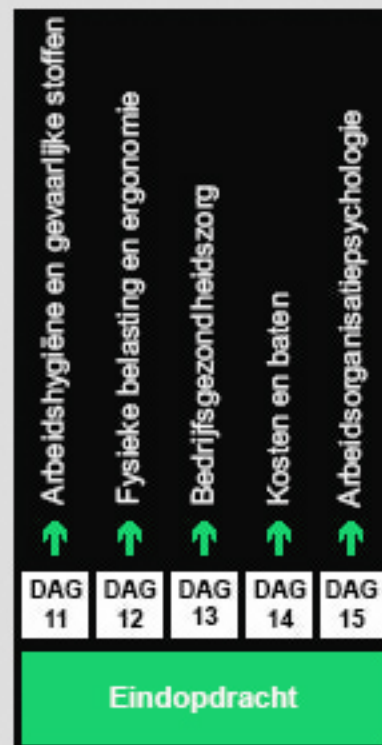 Arbeidshygiëne en gevaarlijke stoffen
Fysieke belasting en ergonomie
Bedrijfsgezondheidszorg
Kosten en baten
Arbeidsorganisatiepsychologie
DAG
11
DAG
12
DAG
13
DAG
14
DAG
15
Eindopdracht